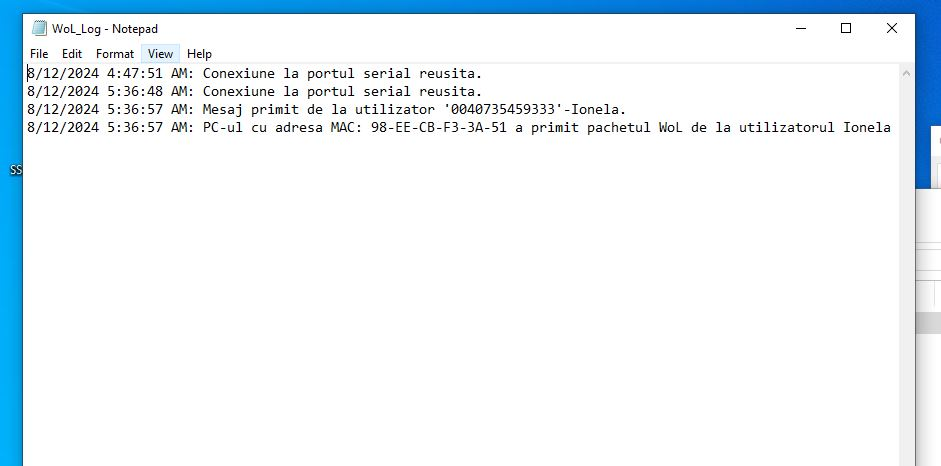 WoL_Log - Notepad
File Edit Format View Help
8/12/2024 4:47:51 AM: Conexiune la portul serial reusita.
8/12/2024 5:36:48 AM: Conexiune la portul serial reusita.
8/12/2024 5:36:57 AM: Mesaj primit de la utilizator '0040735459333'-Ionela.
8/12/2024 5:36:57 AM: PC-ul cu adresa MAC: 98-EE-CB-F3-3A-51 a primit pachetul WoL de la utilizatorul Ionela
SS